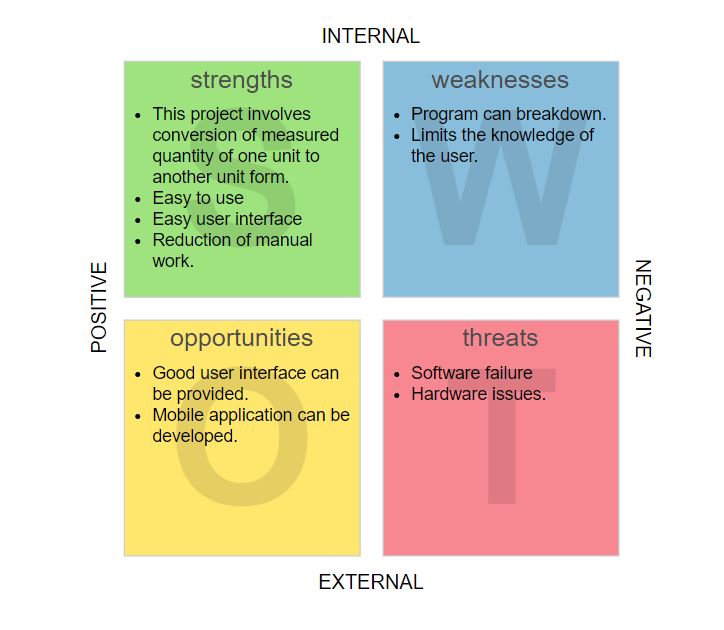 INTERNAL
strengths
• This project involves
conversion of measured
quantity of one unit to
another unit form.
• Easy to use
• Easy user interface
• Reduction of manual
work.
S
weaknesses
• Program can breakdown.
• Limits the knowledge of
the user.
W
POSITIVE
NEGATIVE
opportunities
• Good user interface can
be provided.
• Mobile application can be
developed.
O
threats
• Software failure
• Hardware issues.
T
EXTERNAL